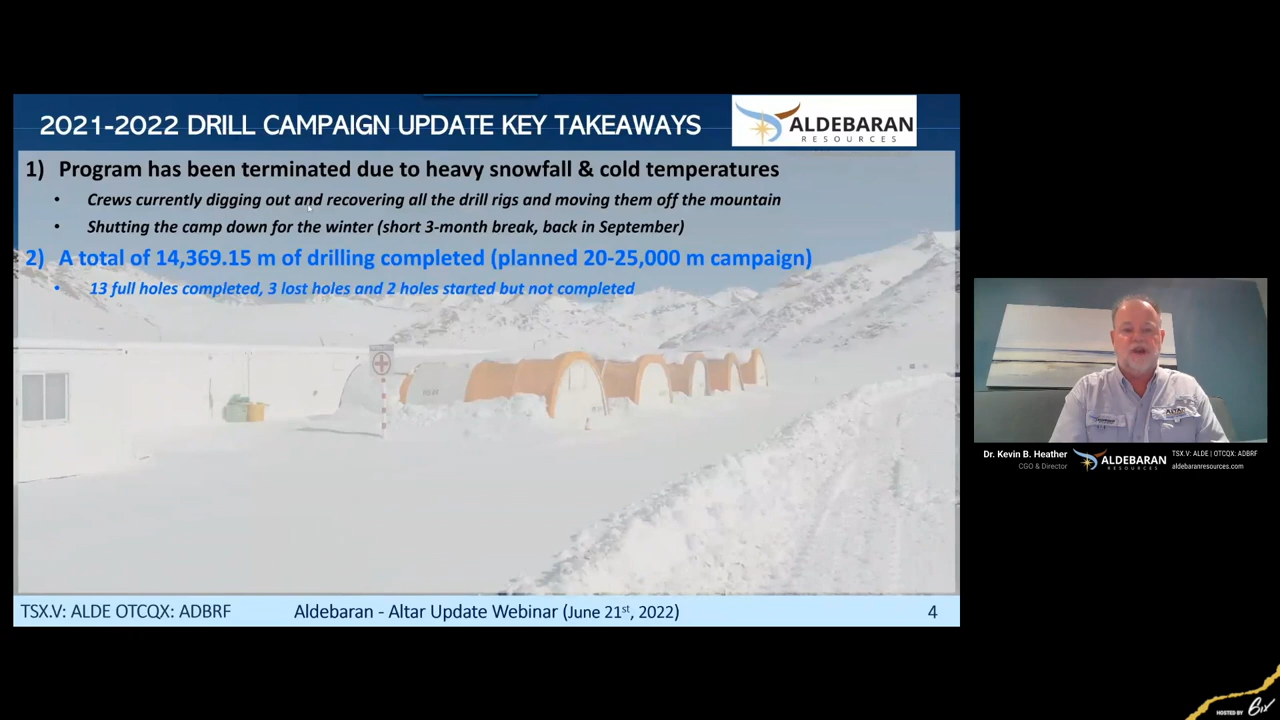 2021-2022 DRILL CAMPAIGN UPDATE KEY TAKEAWAYS
ALDEBARAN
RESOURCES
1) Program has been terminated due to heavy snowfall & cold temperatures
• Crews currently digging out and recovering all the drill rigs and moving them off the mountain
• Shutting the camp down for the winter (short 3-month break, back in September)
2) A total of 14,369.15 m of drilling completed (planned 20-25,000 m campaign)
• 13 full holes completed, 3 lost holes and 2 holes started but not completed
TSX.V: ALDE OTCQX: ADBRF
Aldebaran - Altar Update Webinar (June 21st, 2022)
4
Dr. Kevin B. Heather
CGO & Director
ALDEBARAN
RESOURCES
TSX.V: ALDE | OTCQX: ADBRF
aldebaranresources.com
HOSTED BY 6ix